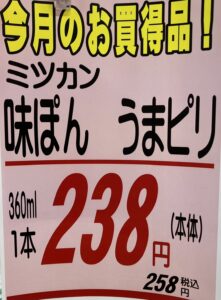 今月のお買得品！
ミツカン
味ぽん　うまピリ
360ml
1本
238円
(本体)
258円税込